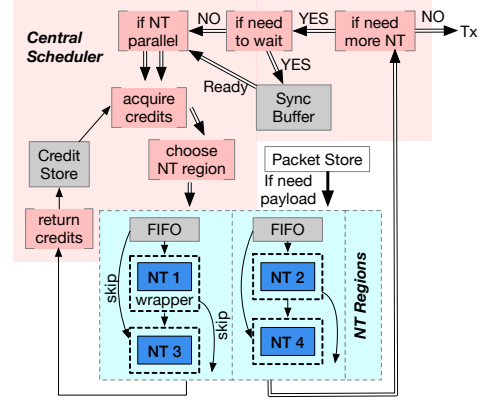 Central
Scheduler
if NT
parallel
NO
if need
to wait
YES
if need
more NT
NO
Tx
YES
Ready
Sync
Buffer
acquire
credits
Credit
Store
choose
NT region
Packet Store
If need
payload
return
credits
FIFO
FIFO
NT 1
NT 2
wrapper
skip
skip
NT 3
NT 4
NT Regions